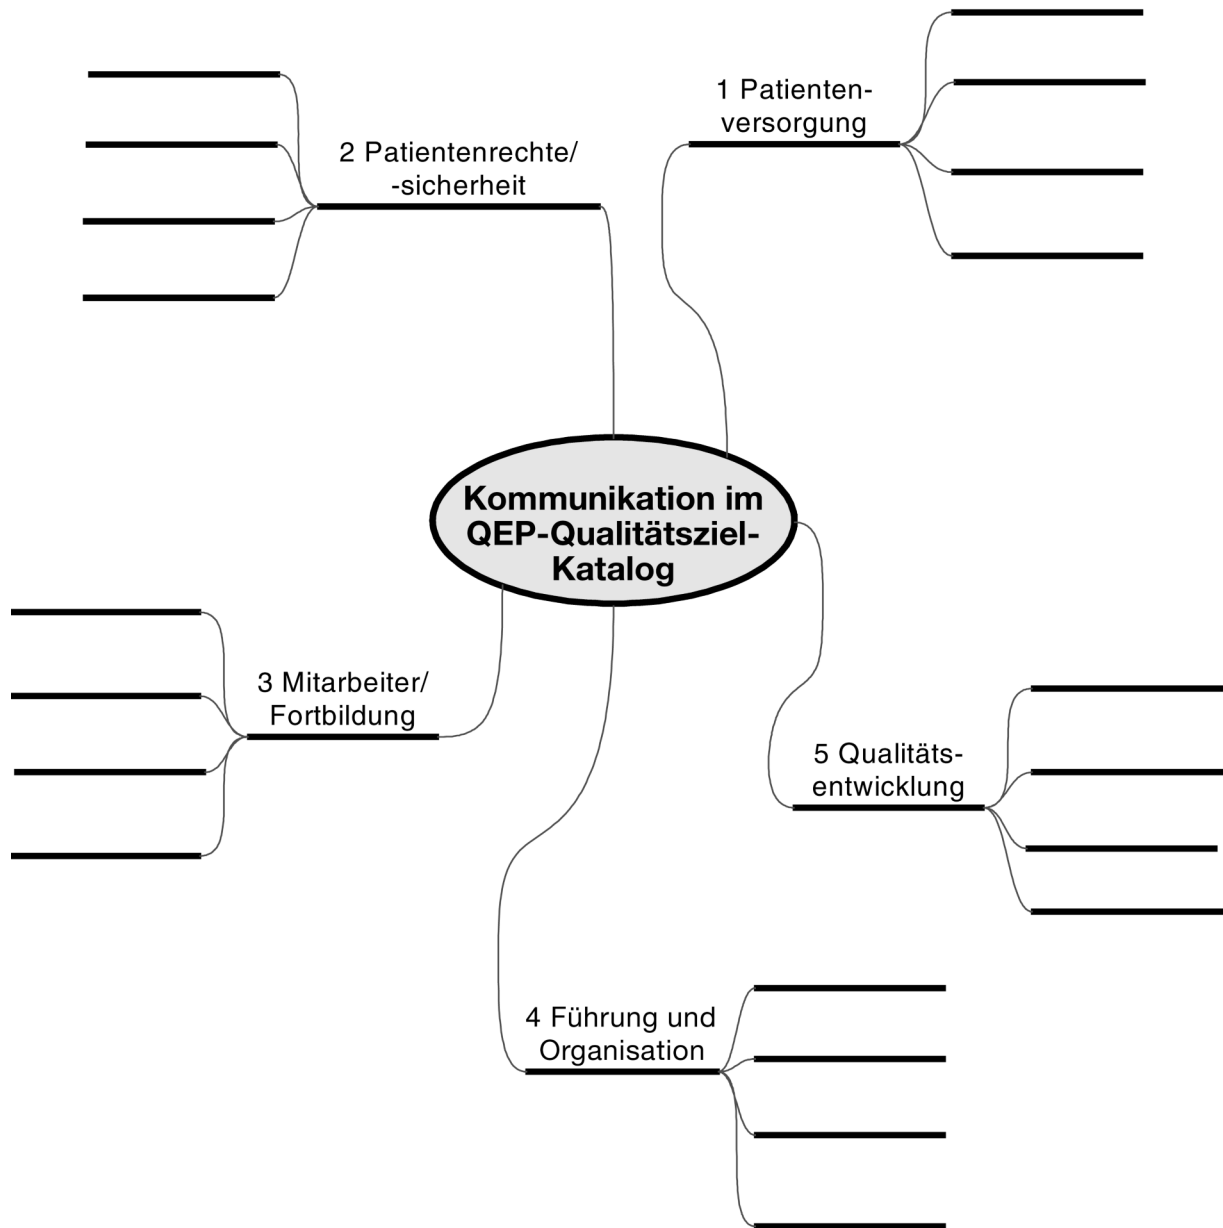 1 Patienten-
versorgung
2 Patientenrechte/
-sicherheit
Kommunikation im
QEP-Qualitätsziel-
Katalog
3 Mitarbeiter/
Fortbildung
5 Qualitäts-
entwicklung
4 Führung und
Organisation